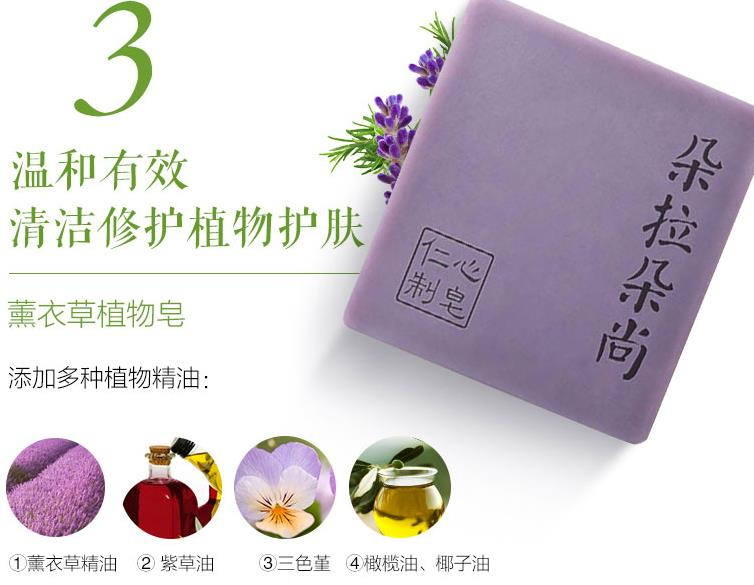 3
温和有效
清洁修护植物护肤
薰衣草植物皂
添加多种植物精油：
朵拉朵尚
仁心
制皂
①薰衣草精油 ② 紫草油 ③三色堇 ④橄榄油、椰子油